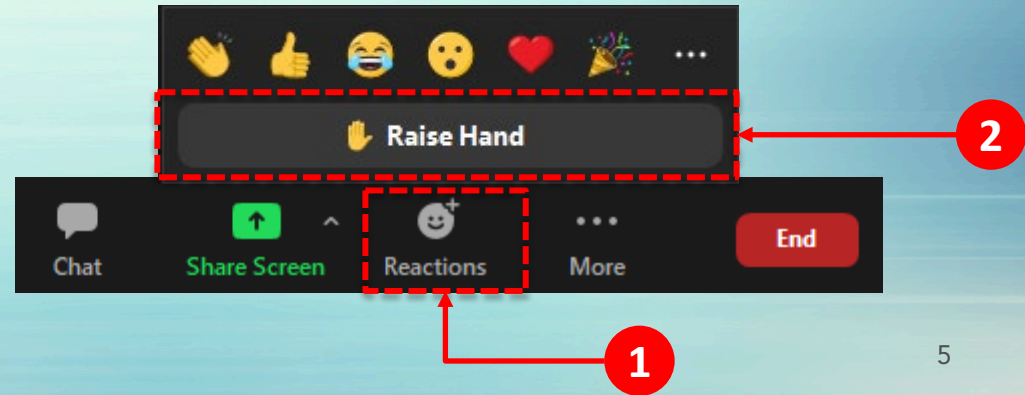 ✋ Raise Hand
2
Chat
Share Screen
Reactions
More
End
1
5